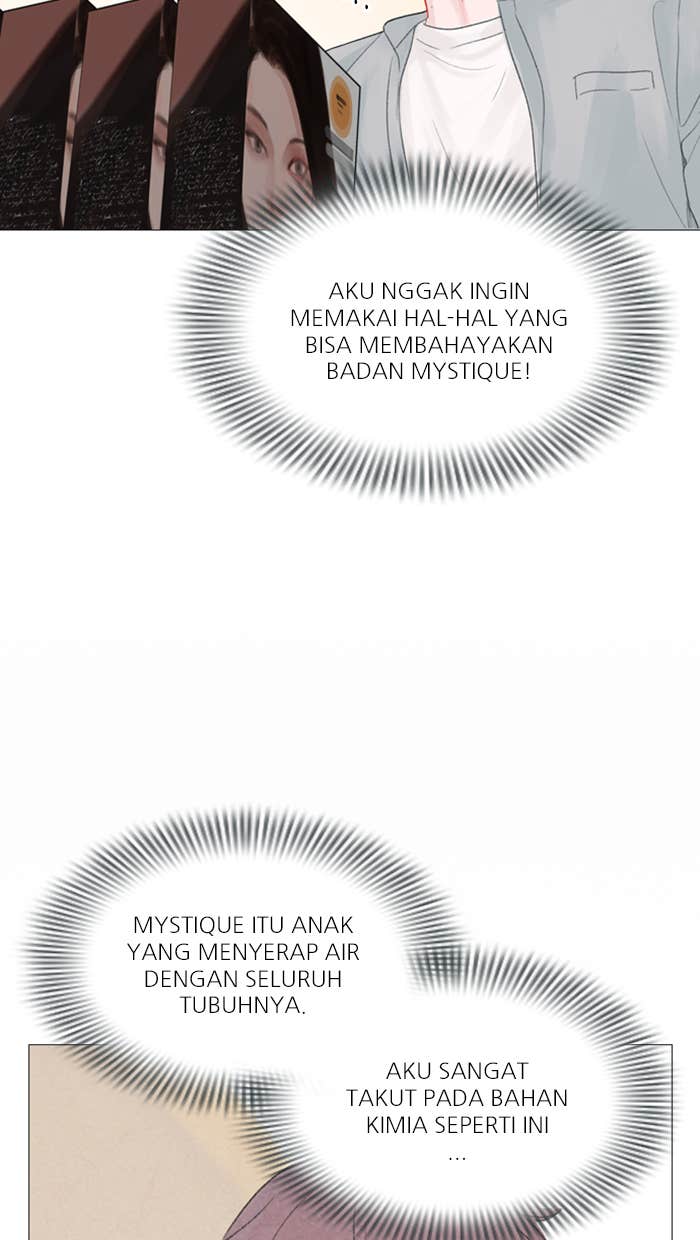 AKU NGGAK INGIN
MEMAKAI HAL-HAL YANG
BISA MEMBAHAYAKAN
BADAN MYSTIQUE!
MYSTIQUE ITU ANAK
YANG MENYERAP AIR
DENGAN SELURUH
TUBUHNYA.
AKU SANGAT
TAKUT PADA BAHAN
KIMIA SEPERTI INI
...